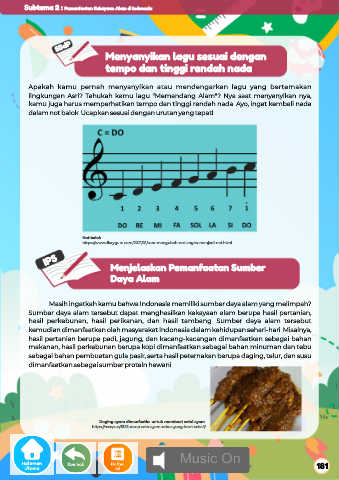 Subtema 2 : Pemanfaatan Kekayaan Alam di Indonesia
SBdP
Menyanyikan lagu sesuai dengan
tempo dan tinggi rendah nada
Apakah kamu pernah menyanyikan atau mendengarkan lagu yang bertemakan
lingkungan Asri? Tahukah kamu lagu "Memandang Alam"? Nya saat menyanyikan nya,
kamu juga harus memperhatikan tempo dan tinggi rendah nada. Ayo, ingat kembali nada
dalam not balok. Ucapkan sesuai dengan urutan yang tepat!
C = DO
1 2 3 4 5 6 7 1
DO RE MI FA SOL LA SI DO
Not balok
IPS
Menjelaskan Pemanfaatan Sumber
Daya Alam
Masih ingatkah kamu bahwa Indonesia memiliki sumber daya alam yang melimpah?
Sumber daya alam tersebut dapat menghasilkan kekayaan alam berupa hasil pertanian,
hasil perkebunan, hasil perikanan, dan hasil tambang. Sumber daya alam tersebut
kemudian dimanfaatkan oleh masyarakat Indonesia dalam kehidupan sehari-hari. Misalnya,
hasil pertanian berupa padi, jagung, dan kacang-kacangan dimanfaatkan sebagai bahan
makanan, hasil perkebunan berupa kopi dimanfaatkan sebagai bahan minuman dan tebu
sebagai bahan pembuatan gula pasir, serta hasil peternakan berupa daging, telur, dan susu
dimanfaatkan sebagai sumber protein hewani
Daging ayam dimanfaatkan untuk membuat sate ayam
Halaman
Utama
Music On
181